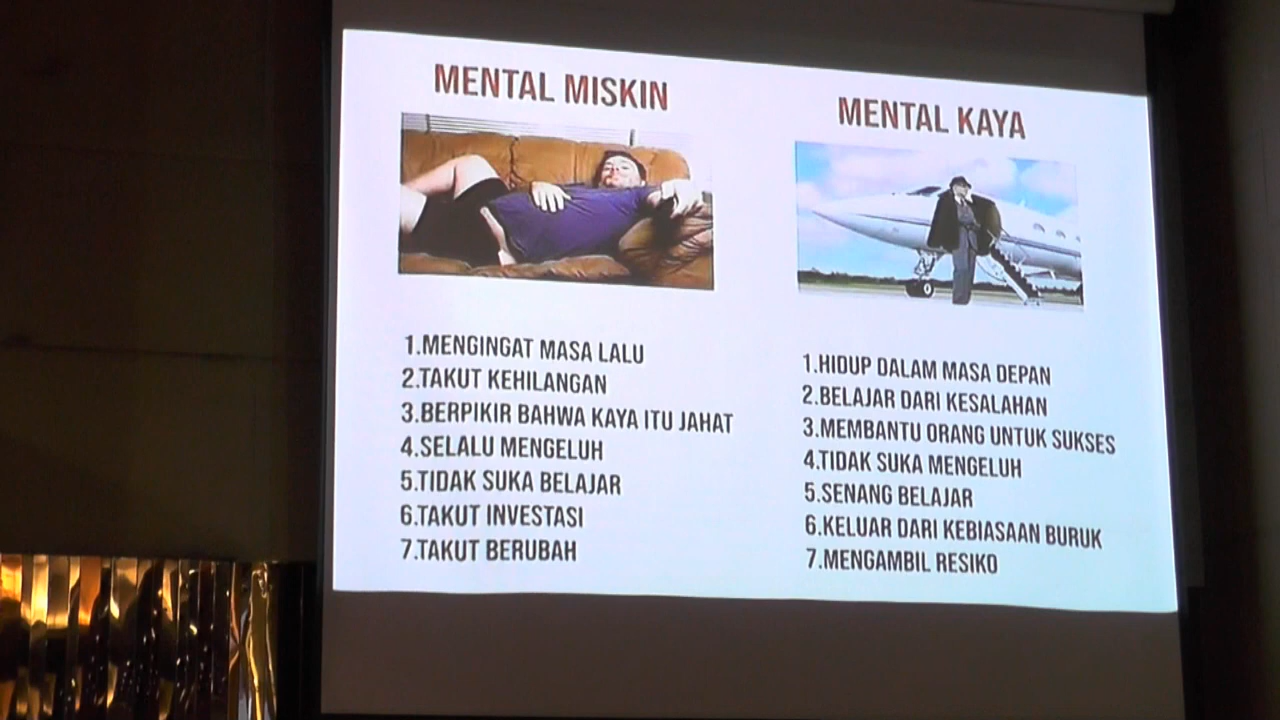 MENTAL MISKIN
1.MENGINGAT MASA LALU
2.TAKUT KEHILANGAN
3.BERPIKIR BAHWA KAYA ITU JAHAT
4.SELALU MENGELUH
5.TIDAK SUKA BELAJAR
6.TAKUT INVESTASI
7.TAKUT BERUBAH
MENTAL KAYA
1.HIDUP DALAM MASA DEPAN
2.BELAJAR DARI KESALAHAN
3.MEMBANTU ORANG UNTUK SUKSES
4.TIDAK SUKA MENGELUH
5.SENANG BELAJAR
6.KELUAR DARI KEBIASAAN BURUK
7.MENGAMBIL RESIKO